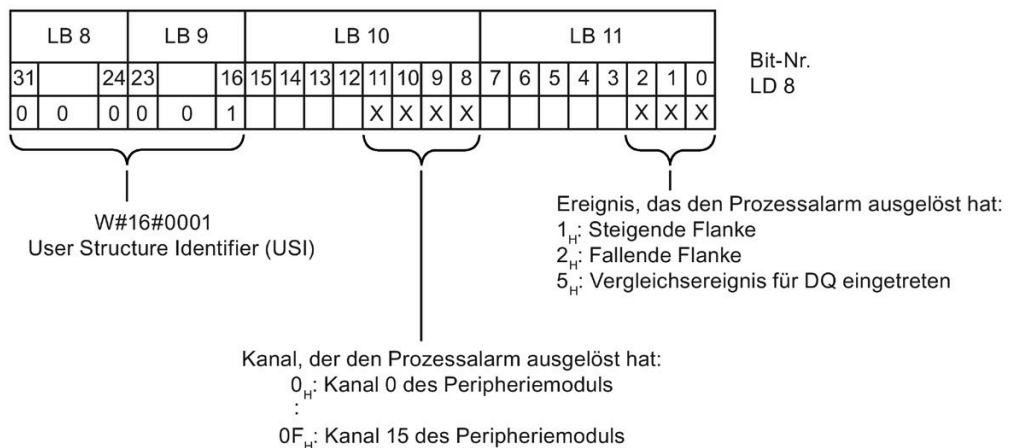 LB 8 LB 9 LB 10 LB 11
Bit-Nr.
LD 8
31 24 23 16 15 14 13 12 11 10 9 8 7 6 5 4 3 2 1 0
0 0 0 0 0 1 X X X X X X X
W#16#0001
User Structure Identifier (USI)
Ereignis, das den Prozessalarm ausgelöst hat:
1H: Steigende Flanke
2H: Fallende Flanke
5H: Vergleichsereignis für DQ eingetreten
Kanal, der den Prozessalarm ausgelöst hat:
0H: Kanal 0 des Peripheriemoduls
:
0FH: Kanal 15 des Peripheriemoduls